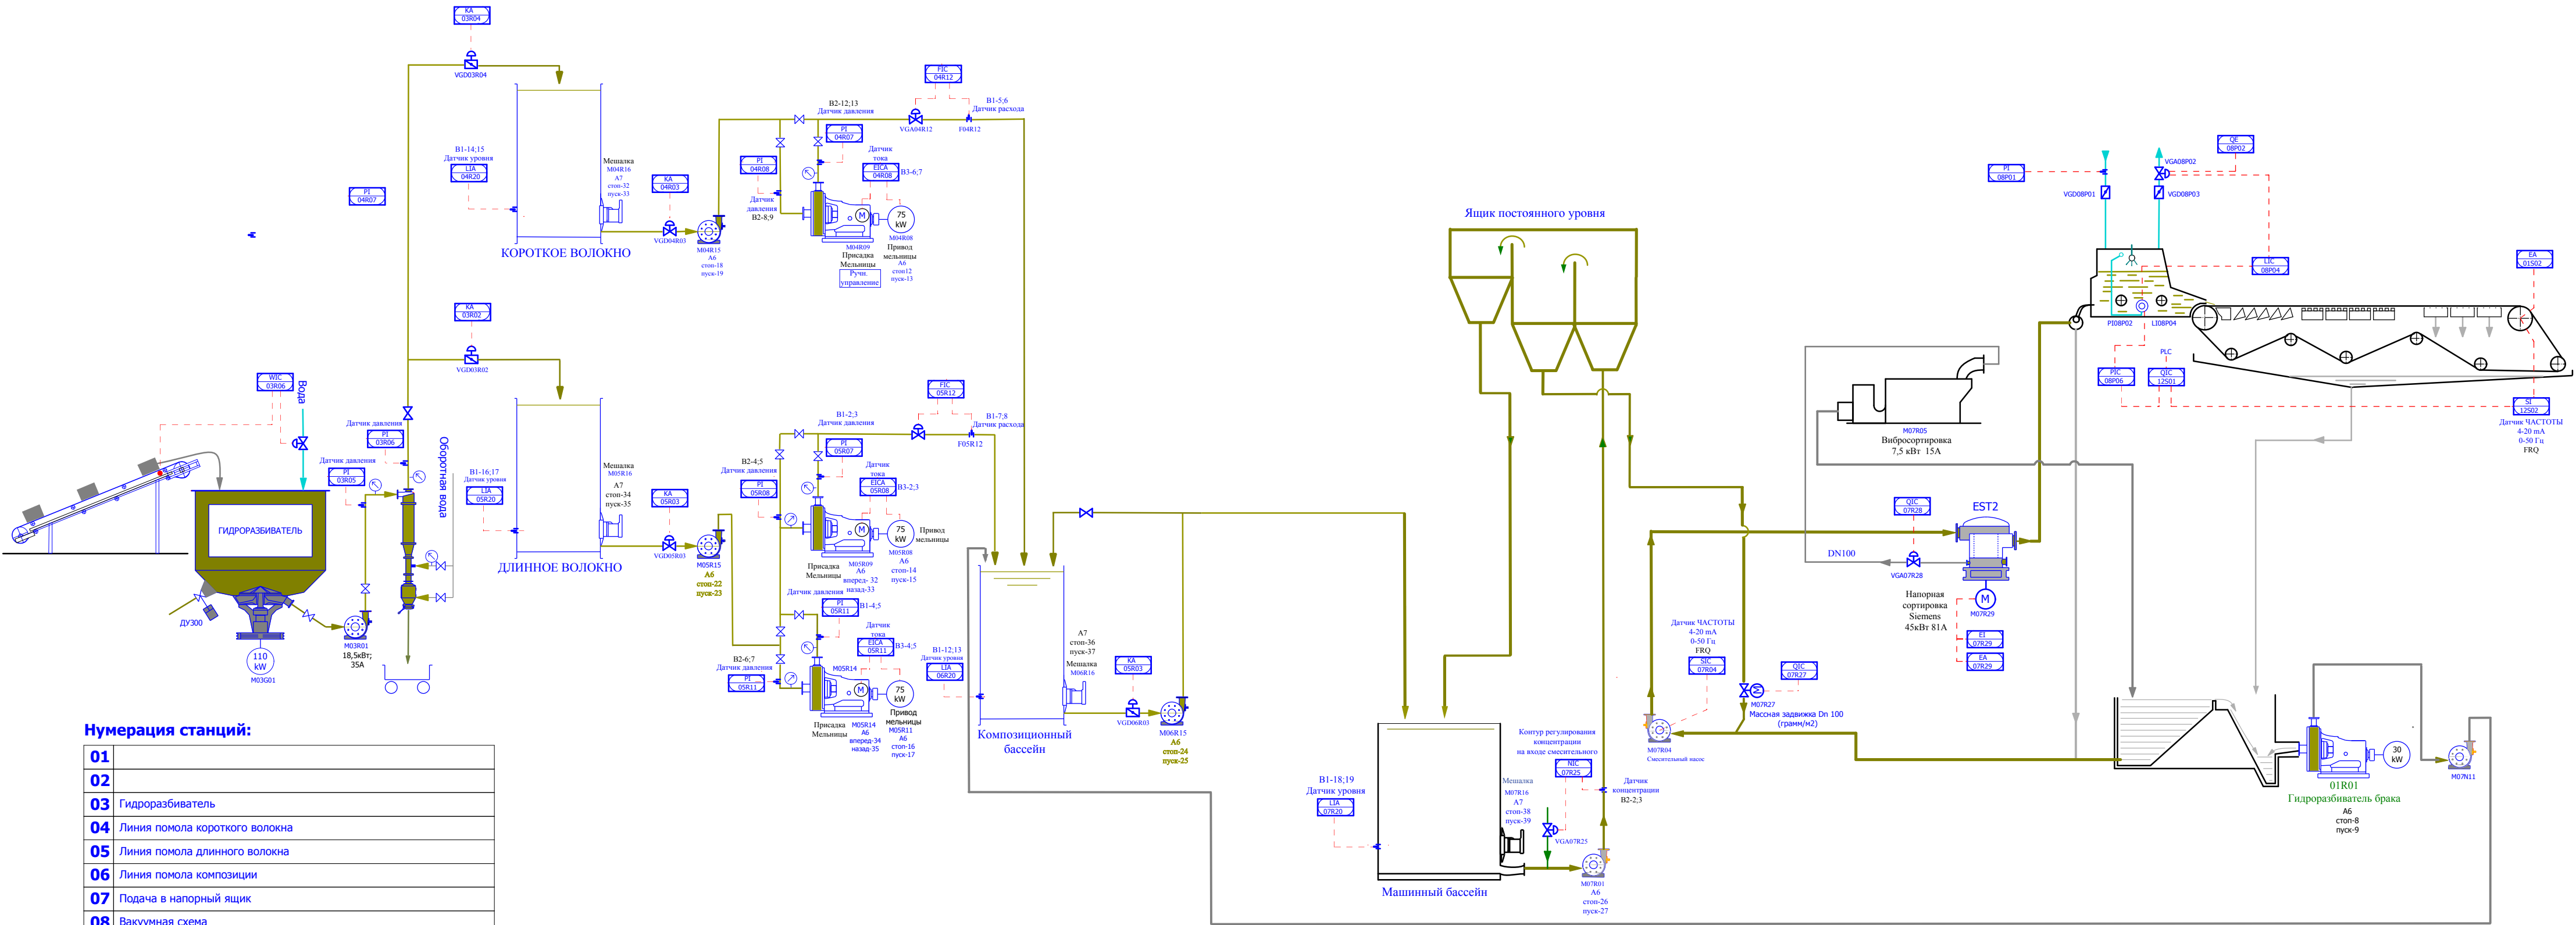 KA
03R04
VGD03R04
B1-14;15
Датчик уровня
LIA
04R20
PI
04R07
Мешалка
M04R16
A7
стоп-32
пуск-33
КОРОТКОЕ ВОЛОКНО
KA
04R03
VGD04R03
M04R15
A6
стоп-18
пуск-19
B2-12;13
Датчик давления
PI
04R07
PI
04R08
Датчик
давления
B2-8;9
Датчик
тока
EICA
04R08
B3-6;7
M
75
kW
M04R09
Присадка
Мельницы
Ручн.
управление
M04R08
Привод
мельницы
A6
стоп12
пуск-13
FIC
04R12
VGA04R12
B1-5;6
Датчик расхода
F04R12
KA
03R02
VGD03R02
WIC
03R06
Вода
Датчик давления
PI
03R06
Датчик давления
PI
03R05
Оборотная вода
ГИДРОРАЗБИВАТЕЛЬ
ДУ300
110
kW
M03G01
M03R01
18,5кВт;
35А
B1-16;17
Датчик уровня
LIA
05R20
Мешалка
M05R16
A7
стоп-34
пуск-35
ДЛИННОЕ ВОЛОКНО
KA
05R03
VGD05R03
M05R15
A6
стоп-22
пуск-23
B1-2;3
Датчик давления
PI
05R07
B2-4;5
Датчик давления
PI
05R08
Датчик
тока
EICA
05R08
B3-2;3
M
75
kW
Привод
мельницы
M05R08
A6
стоп-14
пуск-15
Присадка
Мельницы
M05R09
A6
вперед- 32
назад-33
FIC
05R12
B1-7;8
Датчик расхода
F05R12
Датчик давления
PI
05R11
B1-4;5
Датчик
тока
EICA
05R11
B3-4;5
B2-6;7
Датчик давления
PI
05R11
M05R14
M
75
kW
Присадка
Мельницы
M05R14
A6
вперед-34
назад-35
Привод
мельницы
M05R11
A6
стоп-16
пуск-17
B1-12;13
Датчик уровня
LIA
06R20
A7
стоп-36
пуск-37
Мешалка
M06R16
Композиционный
бассейн
KA
05R03
VGD06R03
M06R15
A6
стоп-24
пуск-25
Ящик постоянного уровня
B1-18;19
Датчик уровня
LIA
07R20
Машинный бассейн
Мешалка
M07R16
A7
стоп-38
пуск-39
Контур регулирования
концентрации
на входе смесительного
NIC
07R25
VGA07R25
Датчик
концентрации
B2-2;3
M07R01
A6
стоп-26
пуск-27
Датчик ЧАСТОТЫ
4-20 mA
0-50 Гц
FRQ
SIC
07R04
M07R04
Смесительный насос
QIC
07R27
M
M07R27
Массная задвижка Dn 100
(грамм/м2)
M07R05
Вибросортировка
7,5 кВт 15А
DN100
QIC
07R28
VGA07R28
EST2
Напорная
сортировка
Siemens
45кВт 81А
M
M07R29
EI
07R29
EA
07R29
PI
08P01
VGD08P01
VGA08P02
VGD08P03
QE
08P02
LIC
08P04
PI08P02
LI08P04
PLC
PIC
08P06
QIC
12S01
EA
01S02
SI
12S02
Датчик ЧАСТОТЫ
4-20 mA
0-50 Гц
FRQ
30
kW
01R01
Гидроразбиватель брака
A6
стоп-8
пуск-9
M07N11
Нумерация станций:
01
02
03 Гидроразбиватель
04 Линия помола короткого волокна
05 Линия помола длинного волокна
06 Линия помола композиции
07 Подача в напорный ящик
08 Вакуумная схема